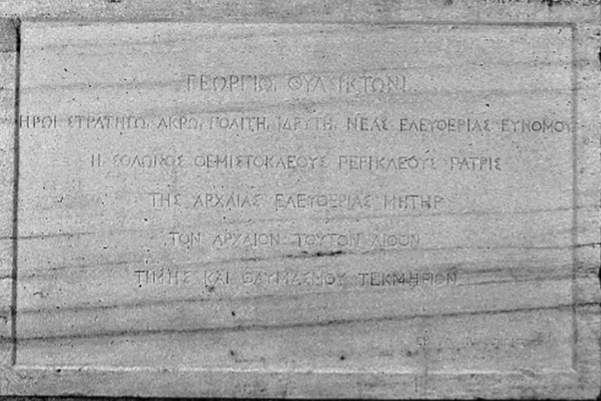 ΓΕΩΡΓΙΩ, ΟΥΑΣΙΚΤΩΝΙ
ΗΡΩΙ ΣΤΡΑΤΗΓΩ, ΑΚΡΩ, ΠΟΛΙΤΗ, ΙΔΡΥΤΗ, ΝΕΑΣ ΕΛΕΥΘΕΡΙΑΣ ΕΥΝΟΜΟΥ
Η ΣΟΛΩΝΟΣ ΘΕΜΙΣΤΟΚΛΕΟΥΣ ΠΕΡΙΚΛΕΟΥΣ ΠΑΤΡΙΣ
ΤΗΣ ΑΡΧΑΙΑΣ ΕΛΕΥΘΕΡΙΑΣ ΜΗΤΗΡ
ΤΟΝ ΑΡΧΑΙΟΝ ΤΟΥΤΟΝ ΛΙΘΟΝ
ΤΙΜΗΣ ΚΑΙ ΘΑΥΜΑΣΜΟΥ ΤΕΚΜΗΡΙΟΝ